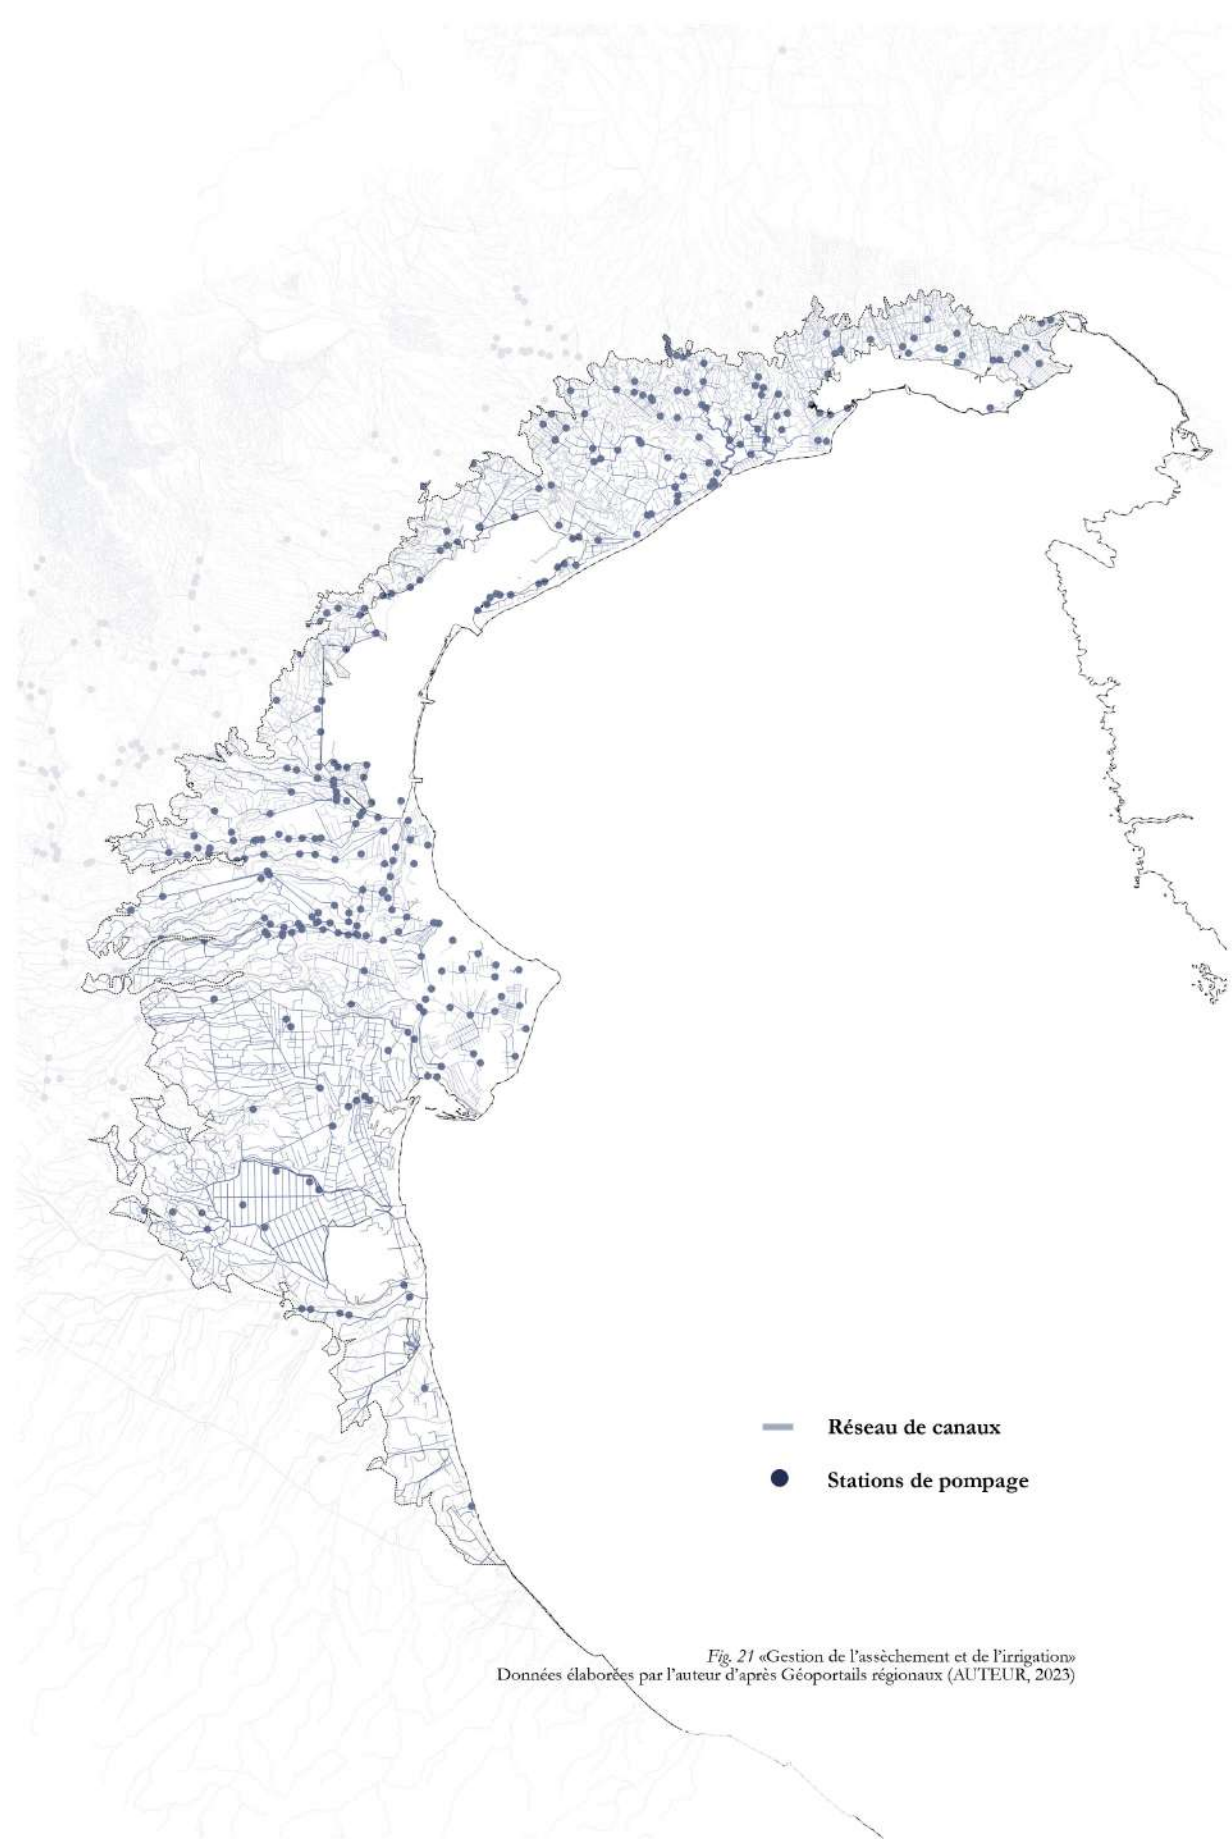 Réseau de canaux
Stations de pompage
Fig. 21 «Gestion de l'assèchement et de l'irrigation»
Données élaborées par l'auteur d'après Géoportails régionaux (AUTEUR, 2023)